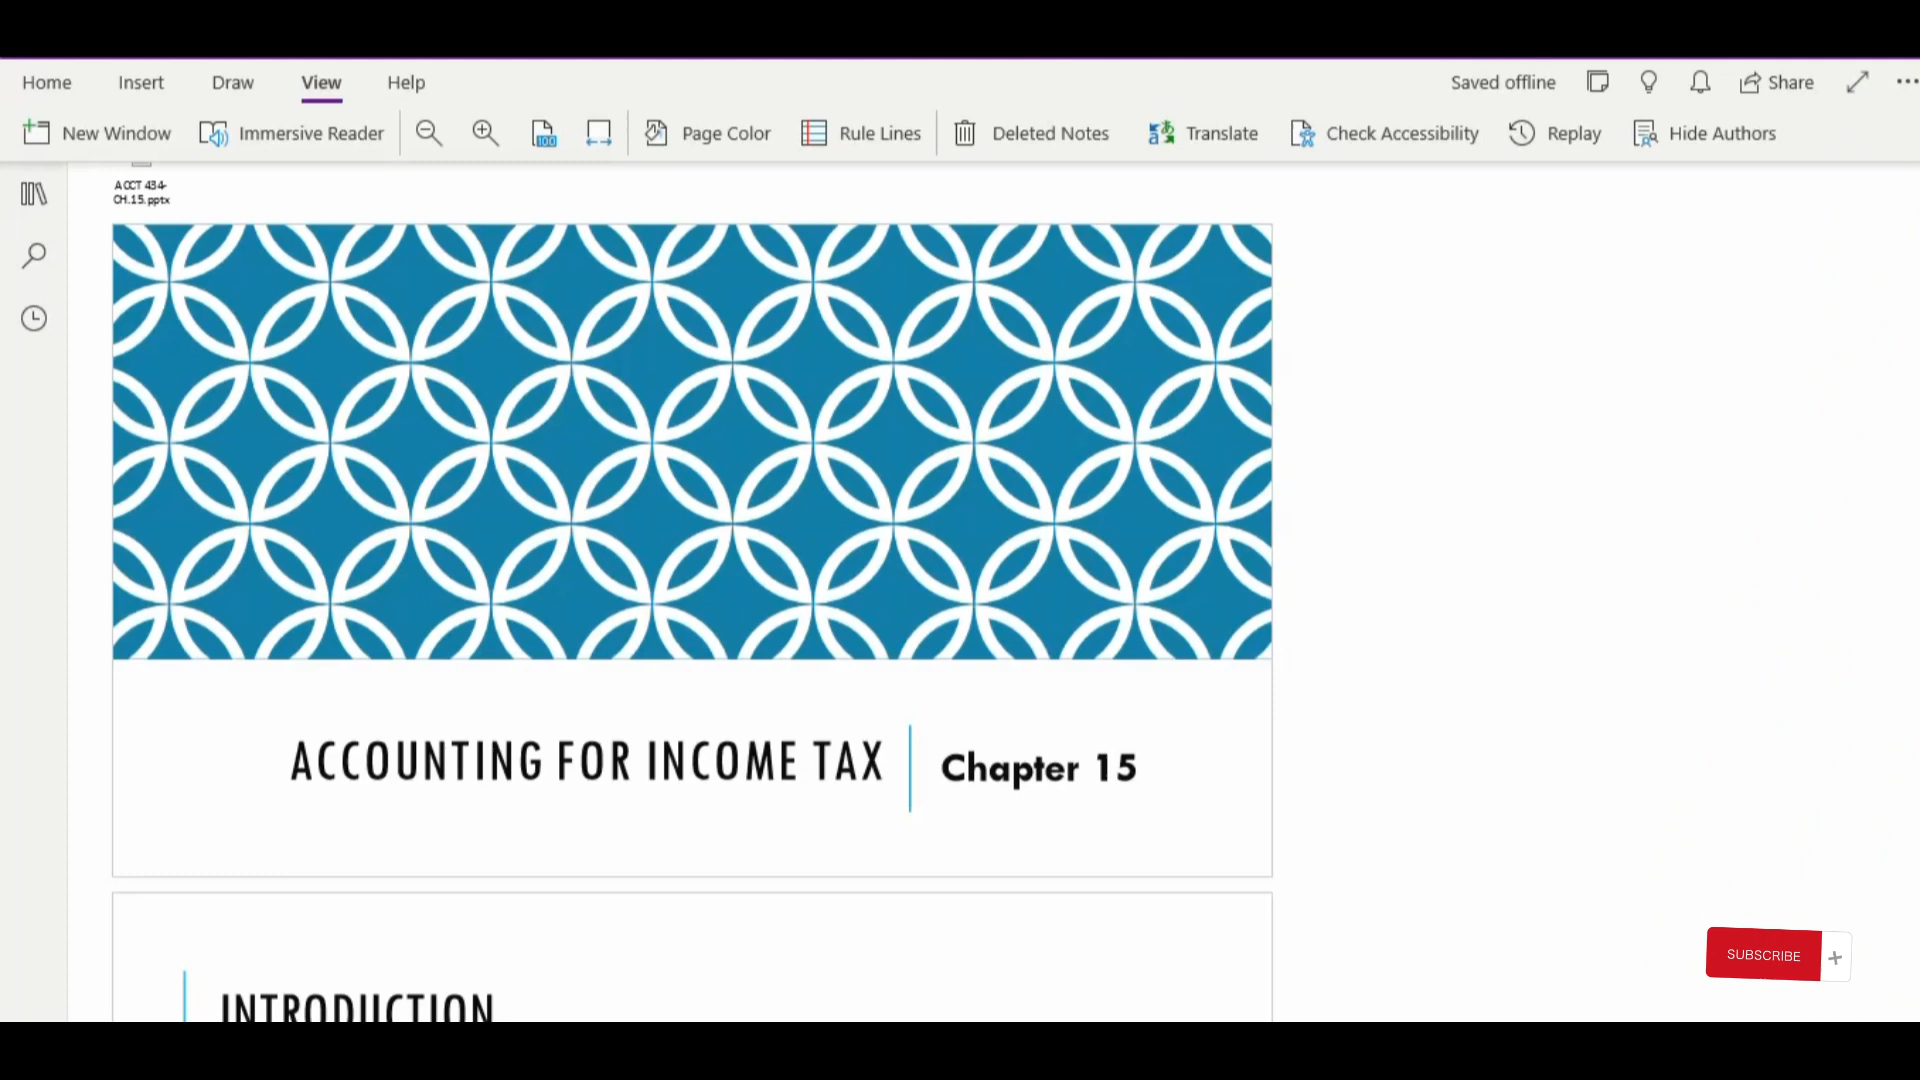 Home Insert Draw View Help Saved offline Share
New Window Immersive Reader 100 Page Color Rule Lines Deleted Notes Translate Check Accessibility Replay Hide Authors
ACCT 434-
CH.15.pptx
ACCOUNTING FOR INCOME TAX Chapter 15
SUBSCRIBE +
INTRODUCTION